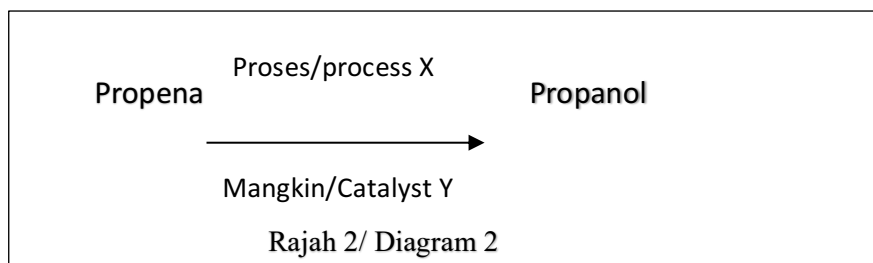 Proses/process X
Propena
Propanol
Mangkin/Catalyst Y
Rajah 2/ Diagram 2